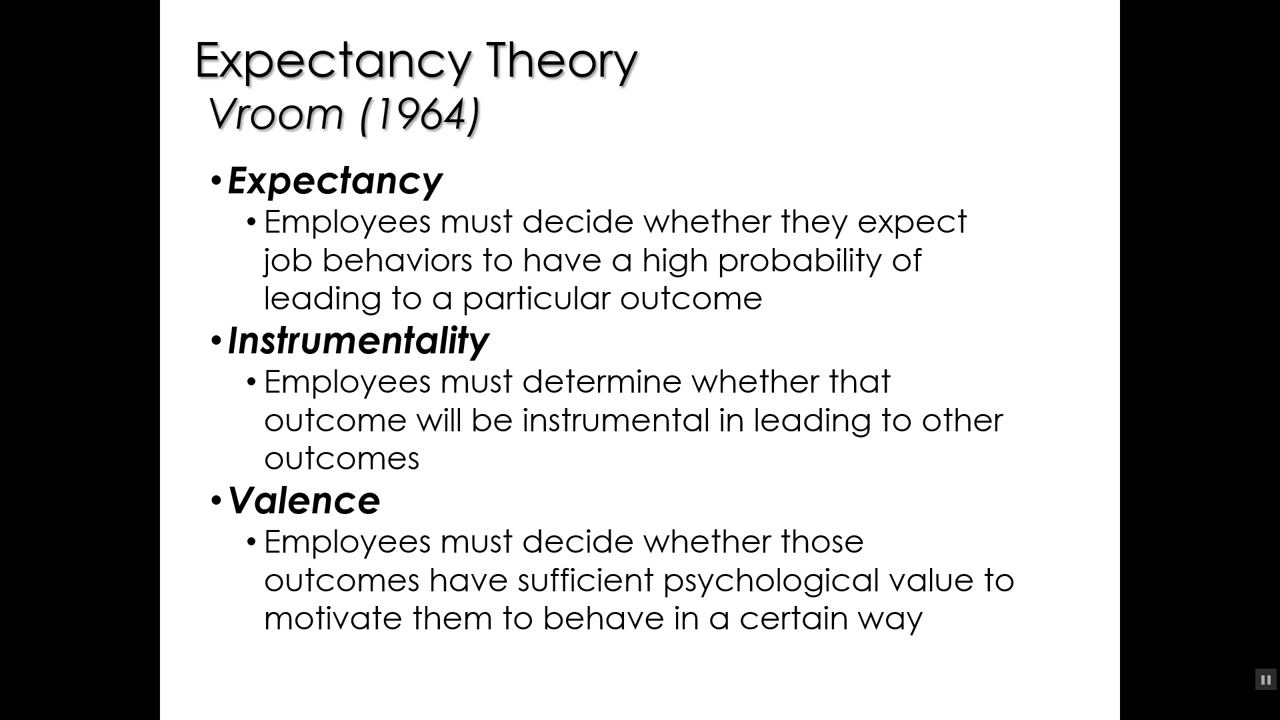 Expectancy Theory
Vroom (1964)
• Expectancy
• Employees must decide whether they expect
job behaviors to have a high probability of
leading to a particular outcome
• Instrumentality
• Employees must determine whether that
outcome will be instrumental in leading to other
outcomes
• Valence
• Employees must decide whether those
outcomes have sufficient psychological value to
motivate them to behave in a certain way